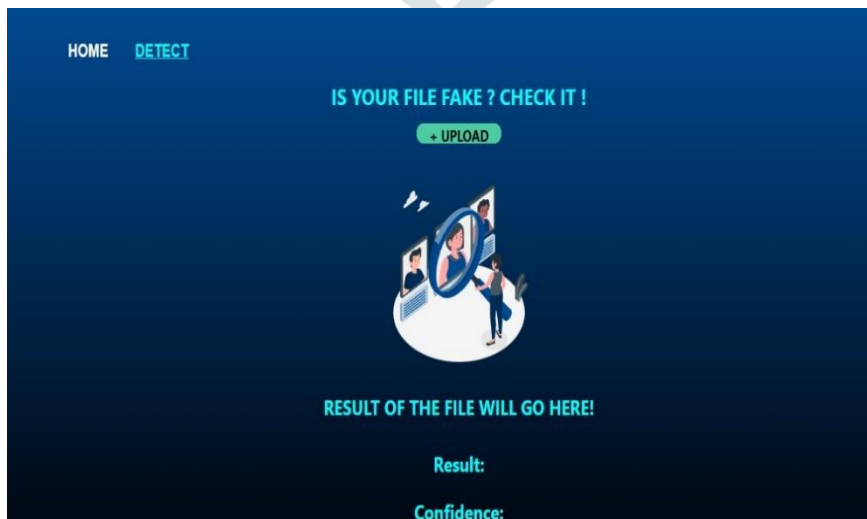 HOME DETECT
IS YOUR FILE FAKE ? CHECK IT !
+ UPLOAD
RESULT OF THE FILE WILL GO HERE!
Result:
Confidence: